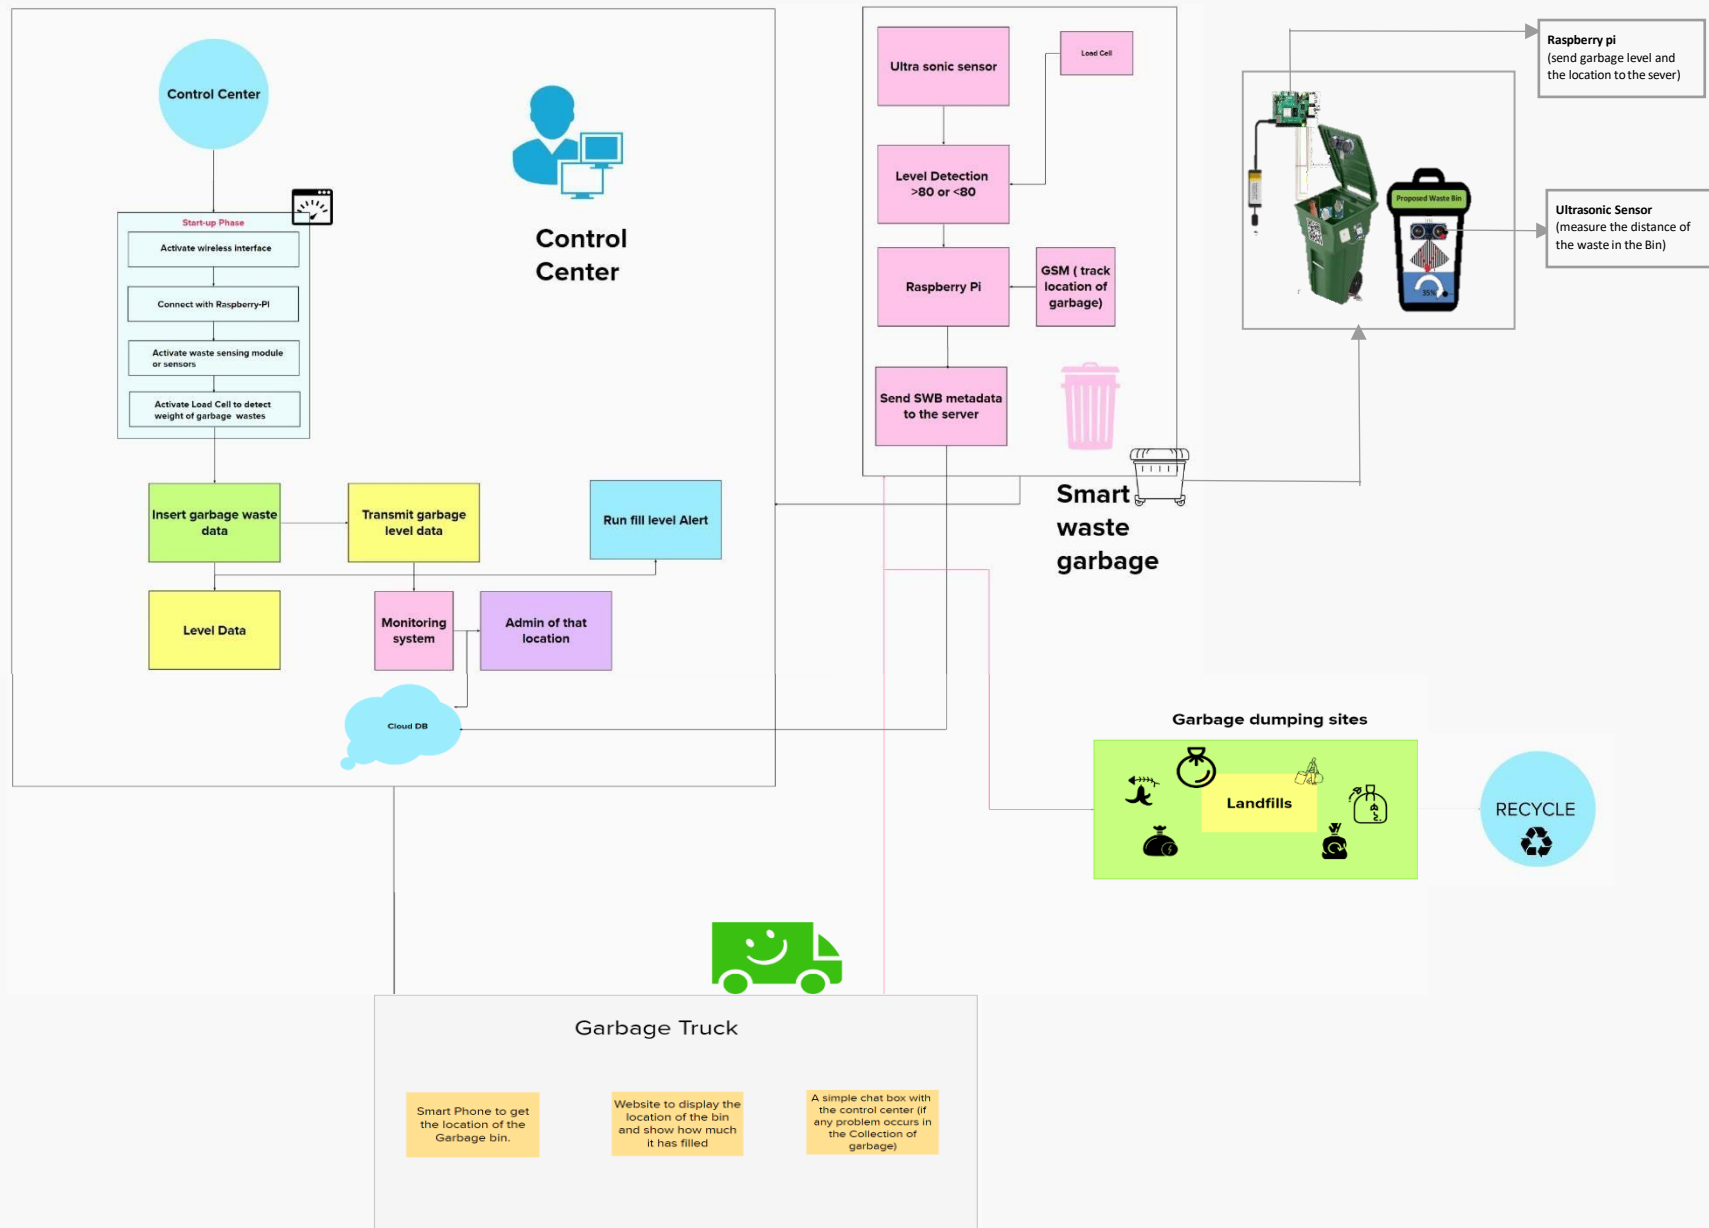 Control Center
Start-up Phase
Activate wireless interface
Connect with Raspberry-PI
Activate waste sensing module
or sensors
Activate Load Cell to detect
weight of garbage wastes
Control
Center
Insert garbage waste
data
Transmit garbage
level data
Run fill level Alert
Level Data
Monitoring
system
Admin of that
location
Cloud DB
Ultra sonic sensor
Load Cell
Level Detection
>80 or <80
Raspberry Pi
GSM ( track
location of
garbage)
Send SWB metadata
to the server
Smart
waste
garbage
Proposed Waste Bin
35%
Raspberry pi
(send garbage level and
the location to the sever)
Ultrasonic Sensor
(measure the distance of
the waste in the Bin)
Garbage dumping sites
Landfills
RECYCLE
Garbage Truck
Smart Phone to get
the location of the
Garbage bin.
Website to display the
location of the bin
and show how much
it has filled
A simple chat box with
the control center (if
any problem occurs in
the Collection of
garbage)